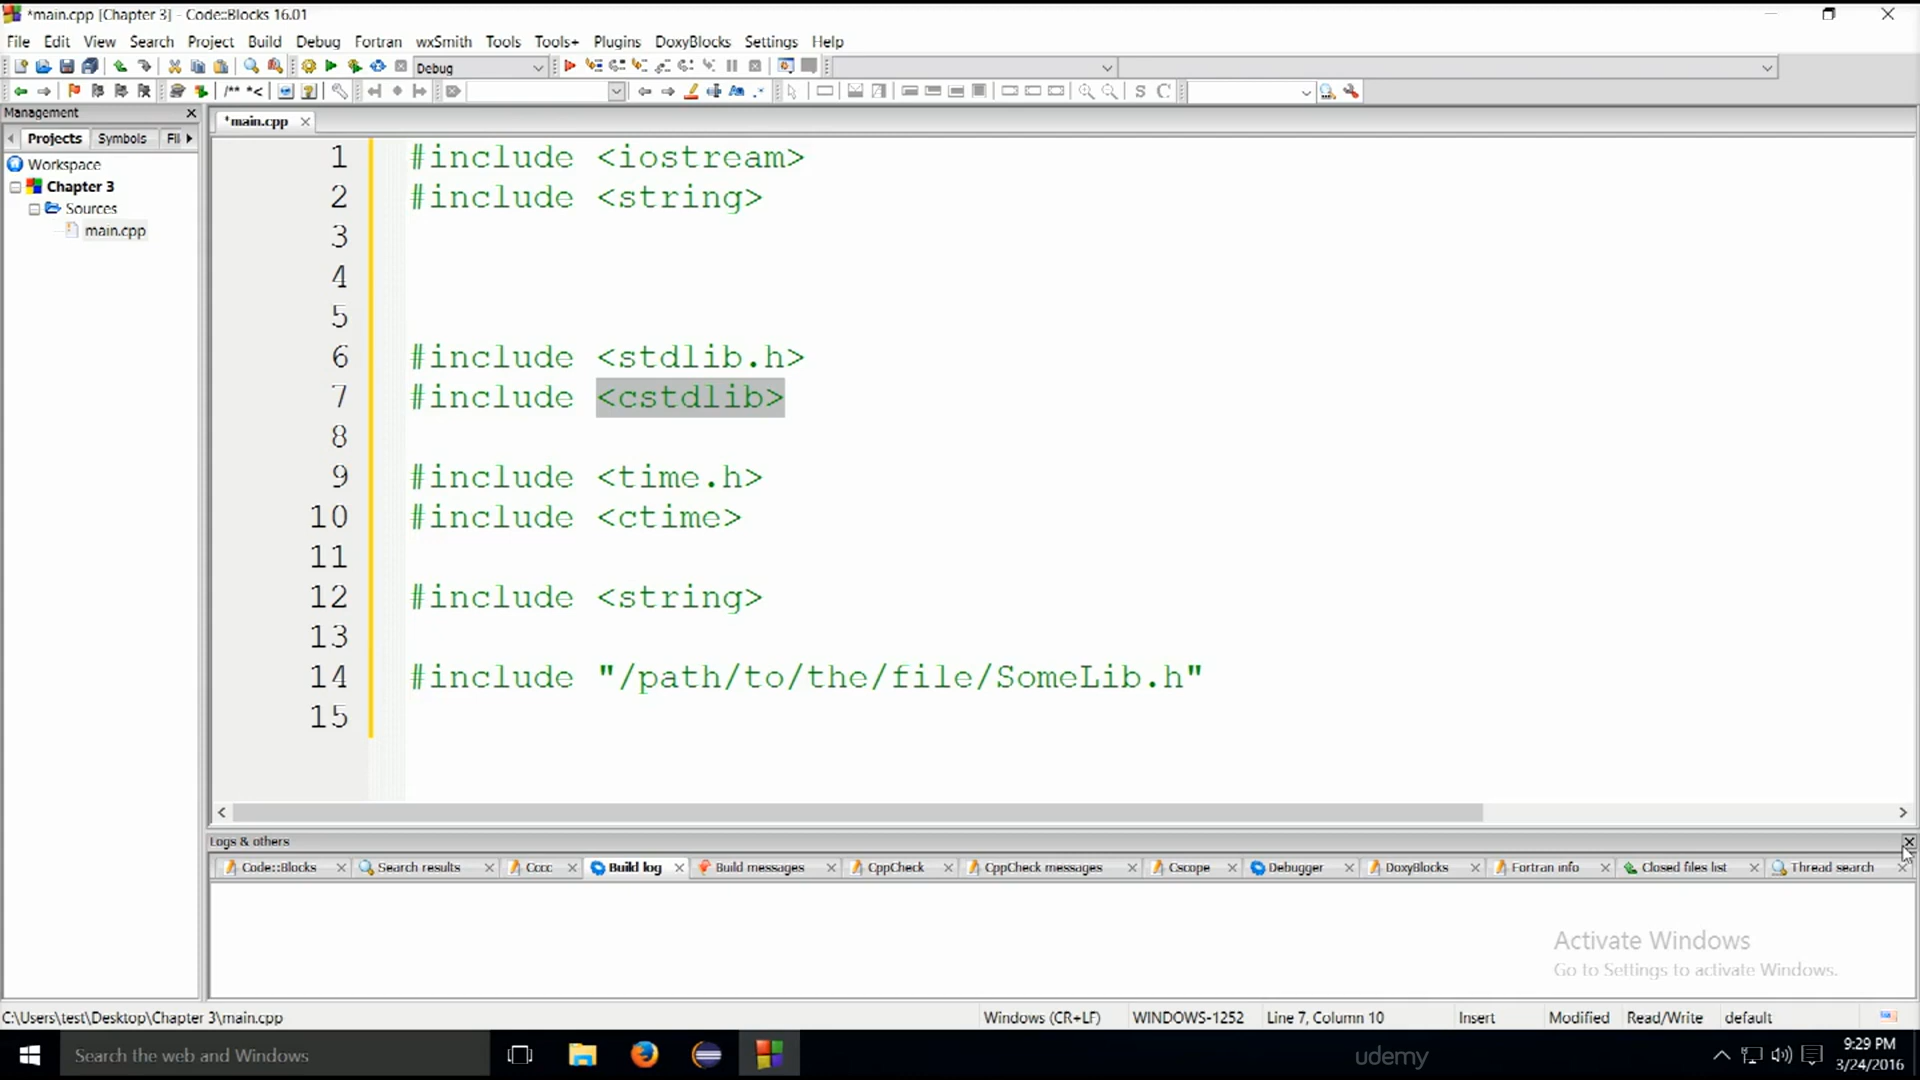 *main.cpp [Chapter 3] - Code::Blocks 16.01
File Edit View Search Project Build Debug Fortran wxSmith Tools Tools+ Plugins DoxyBlocks Settings Help
Debug
/** *<
S C
Management
*main.cpp
Projects Symbols Fil
Workspace
Chapter 3
Sources
main.cpp
1 #include <iostream>
2 #include <string>
3
4
5
6 #include <stdlib.h>
7 #include <cstdlib>
8
9 #include <time.h>
10 #include <ctime>
11
12 #include <string>
13
14 #include "/path/to/the/file/SomeLib.h"
15
Logs & others
Code::Blocks Search results Cccc Build log Build messages CppCheck CppCheck messages Cscope Debugger DoxyBlocks Fortran info Closed files list Thread search
Activate Windows
Go to Settings to activate Windows.
C:\Users\test\Desktop\Chapter 3\main.cpp Windows (CR+LF) WINDOWS-1252 Line 7, Column 10 Insert Modified Read/Write default
Search the web and Windows
udemy
9:29 PM
3/24/2016